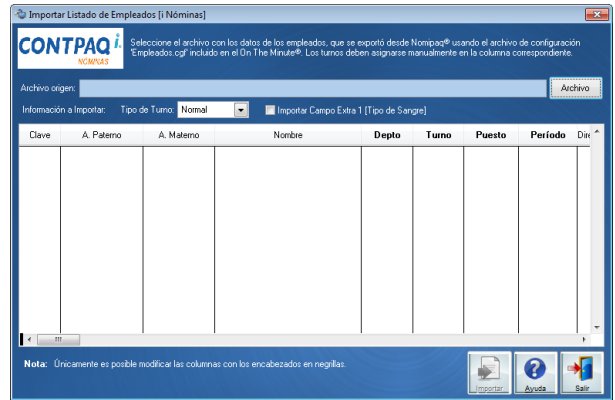 Importar Listado de Empleados [i Nóminas]
CONTPAQ i.
NÓMINAS
Seleccione el archivo con los datos de los empleados, que se exportó desde Nomipaq® usando el archivo de configuración
'Empleados.cgf' incluido en el On The Minute®. Los turnos deben asignarse manualmente en la columna correspondiente.
Archivo origen:
Archivo
Información a Importar: Tipo de Turno: Normal Importar Campo Extra 1 [Tipo de Sangre]
Clave A. Paterno A. Materno Nombre Depto Turno Puesto Período Dire
Nota: Únicamente es posible modificar las columnas con los encabezados en negrillas.
Importar Ayuda Salir